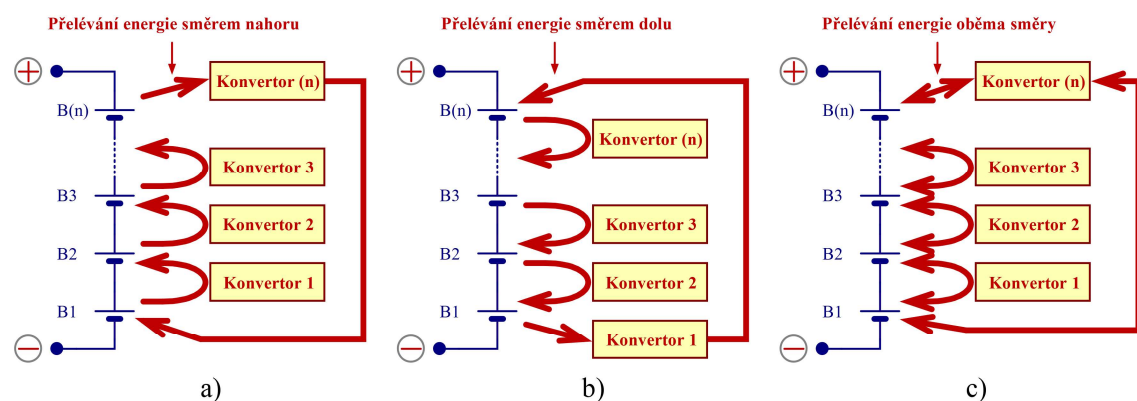 Přelévání energie směrem nahoru
+
Konvertor (n)
B(n)
Konvertor 3
B3
Konvertor 2
B2
Konvertor 1
B1
−
a)
Přelévání energie směrem dolu
+
B(n)
Konvertor (n)
B3
Konvertor 3
B2
Konvertor 2
B1
Konvertor 1
−
b)
Přelévání energie oběma směry
+
Konvertor (n)
B(n)
Konvertor 3
B3
Konvertor 2
B2
Konvertor 1
B1
−
c)